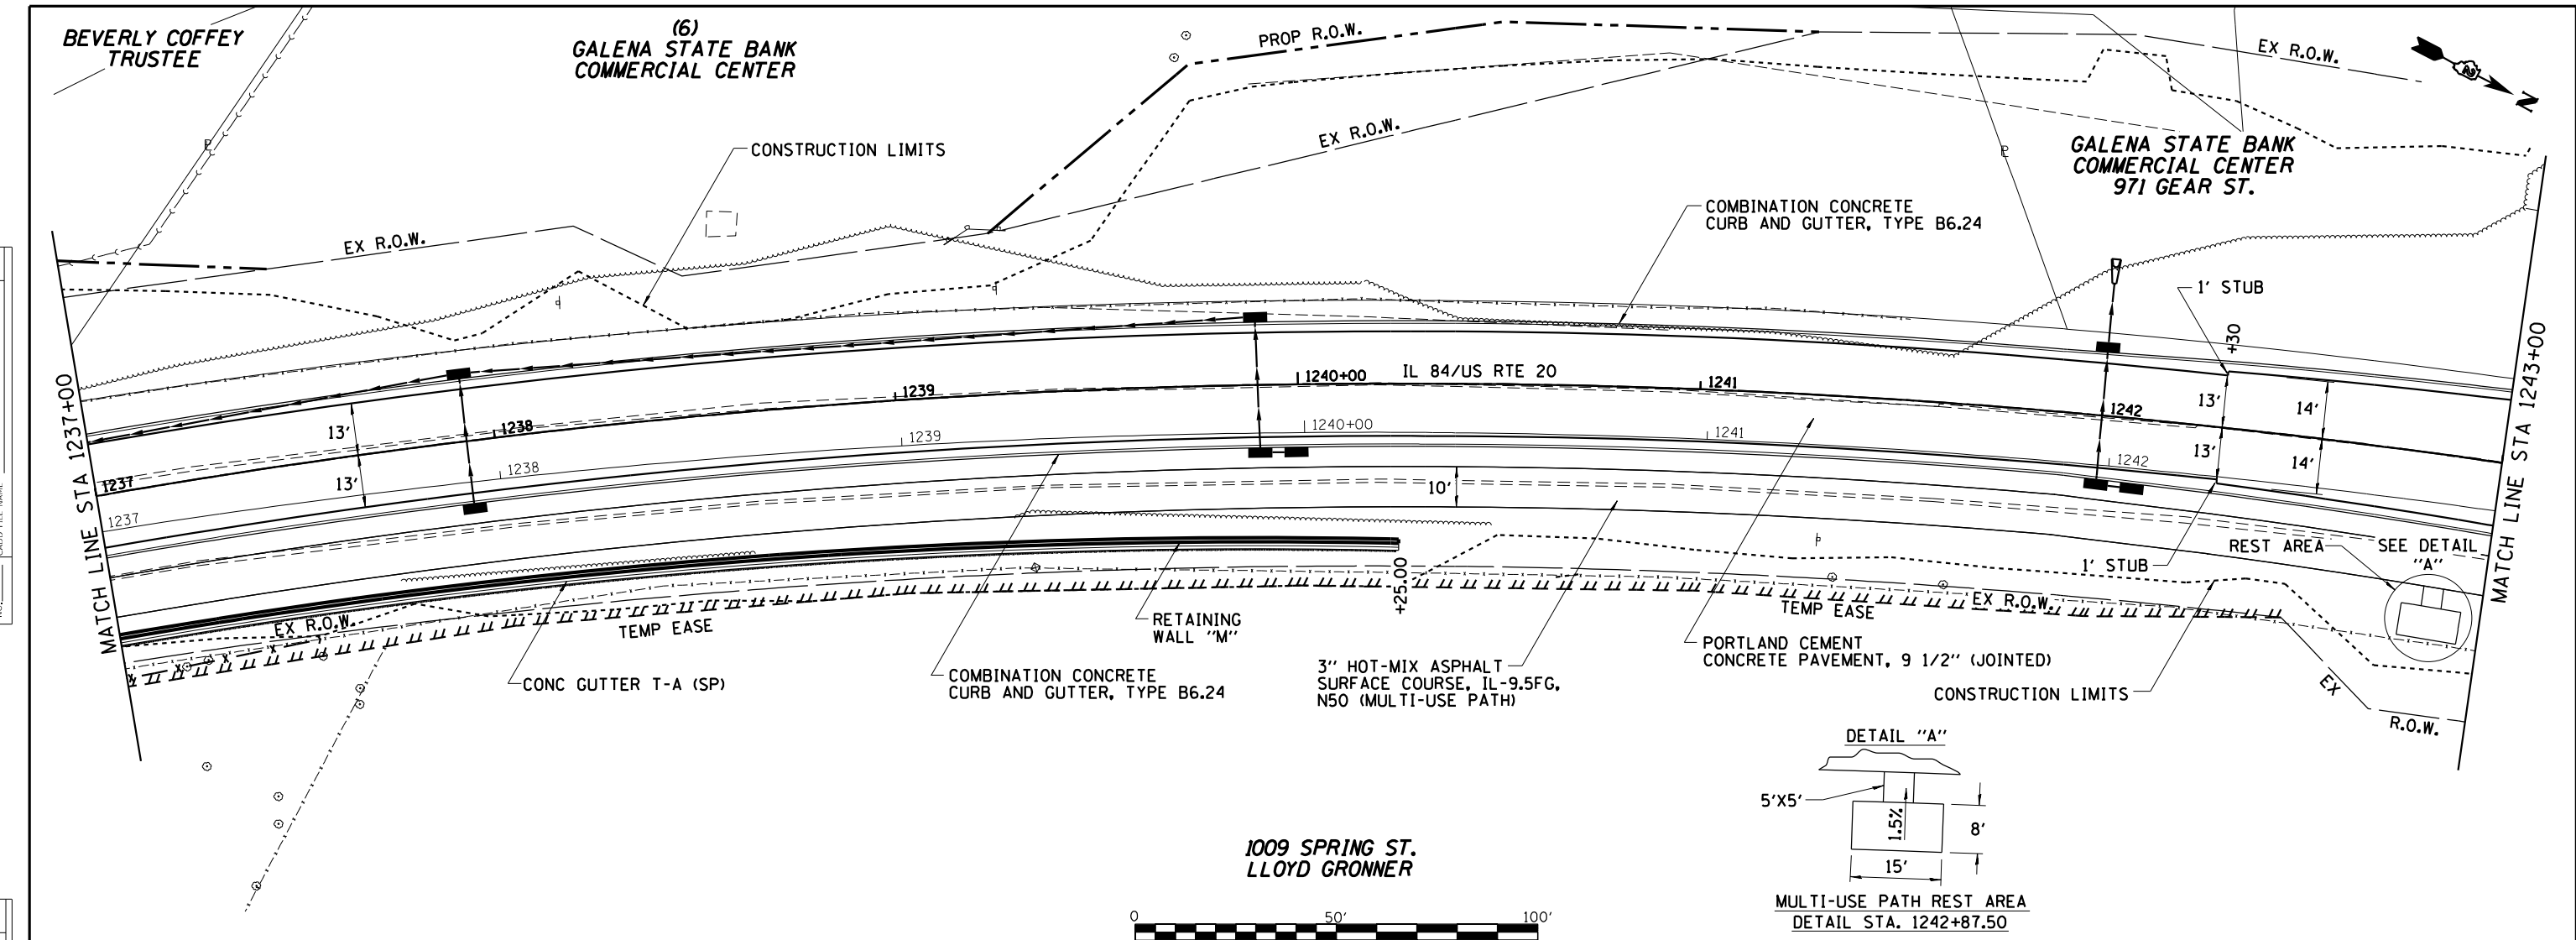 BEVERLY COFFEY
TRUSTEE
(6)
GALENA STATE BANK
COMMERCIAL CENTER
PROP R.O.W.
EX R.O.W.
N
EX R.O.W.
CONSTRUCTION LIMITS
GALENA STATE BANK
COMMERCIAL CENTER
971 GEAR ST.
COMBINATION CONCRETE
CURB AND GUTTER, TYPE B6.24
EX R.O.W.
1' STUB
+30
MATCH LINE STA 1237+00
MATCH LINE STA 1243+00
IL 84/US RTE 20
1237
1238
1239
1240+00
1241
1242
1237
1238
1239
1240+00
1241
1242
13'
13'
13'
13'
14'
14'
10'
+25.00
REST AREA
SEE DETAIL
"A"
1' STUB
EX R.O.W.
TEMP EASE
RETAINING
WALL "M"
TEMP EASE
EX R.O.W.
CONC GUTTER T-A (SP)
COMBINATION CONCRETE
CURB AND GUTTER, TYPE B6.24
3" HOT-MIX ASPHALT
SURFACE COURSE, IL-9.5FG,
N50 (MULTI-USE PATH)
PORTLAND CEMENT
CONCRETE PAVEMENT, 9 1/2" (JOINTED)
CONSTRUCTION LIMITS
EX
R.O.W.
DETAIL "A"
5'X5'
1.5%
8'
15'
MULTI-USE PATH REST AREA
DETAIL STA. 1242+87.50
1009 SPRING ST.
LLOYD GRONNER
0
50'
100'